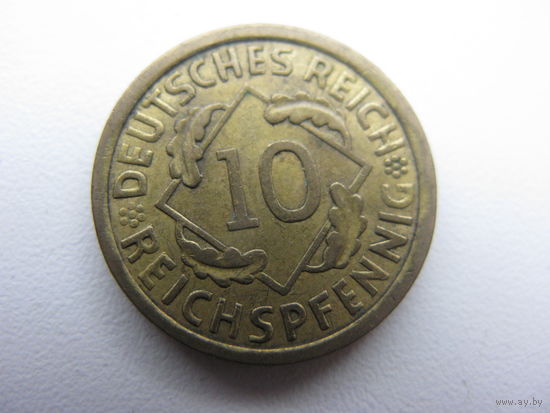 DEUTSCHES REICH
10
REICHSPFENNIG
www.ay.by